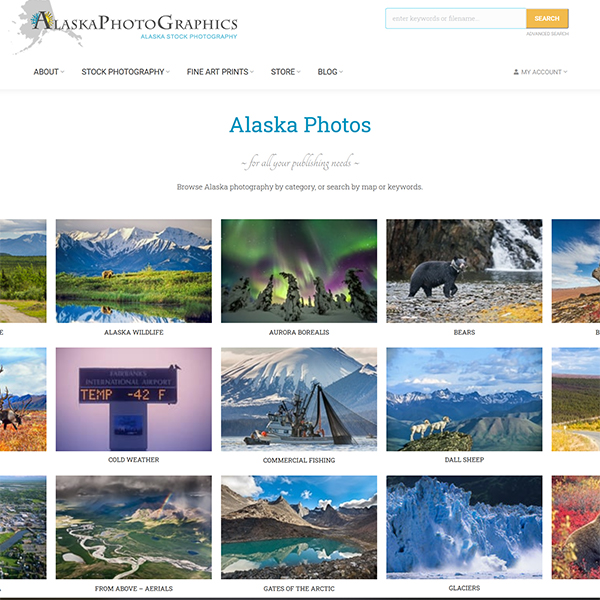 ALASKAPHOTOGRAPHICS
ALASKA STOCK PHOTOGRAPHY
enter keywords or filename...
SEARCH
ADVANCED SEARCH
ABOUT
STOCK PHOTOGRAPHY
FINE ART PRINTS
STORE
BLOG
MY ACCOUNT
Alaska Photos
~ for all your publishing needs ~
Browse Alaska photography by category, or search by map or keywords.
ALASKA WILDLIFE
AURORA BOREALIS
BEARS
FAIRBANKS
INTERNATIONAL AIRPORT
TEMP -42 F
COLD WEATHER
COMMERCIAL FISHING
DALL SHEEP
FROM ABOVE – AERIALS
GATES OF THE ARCTIC
GLACIERS